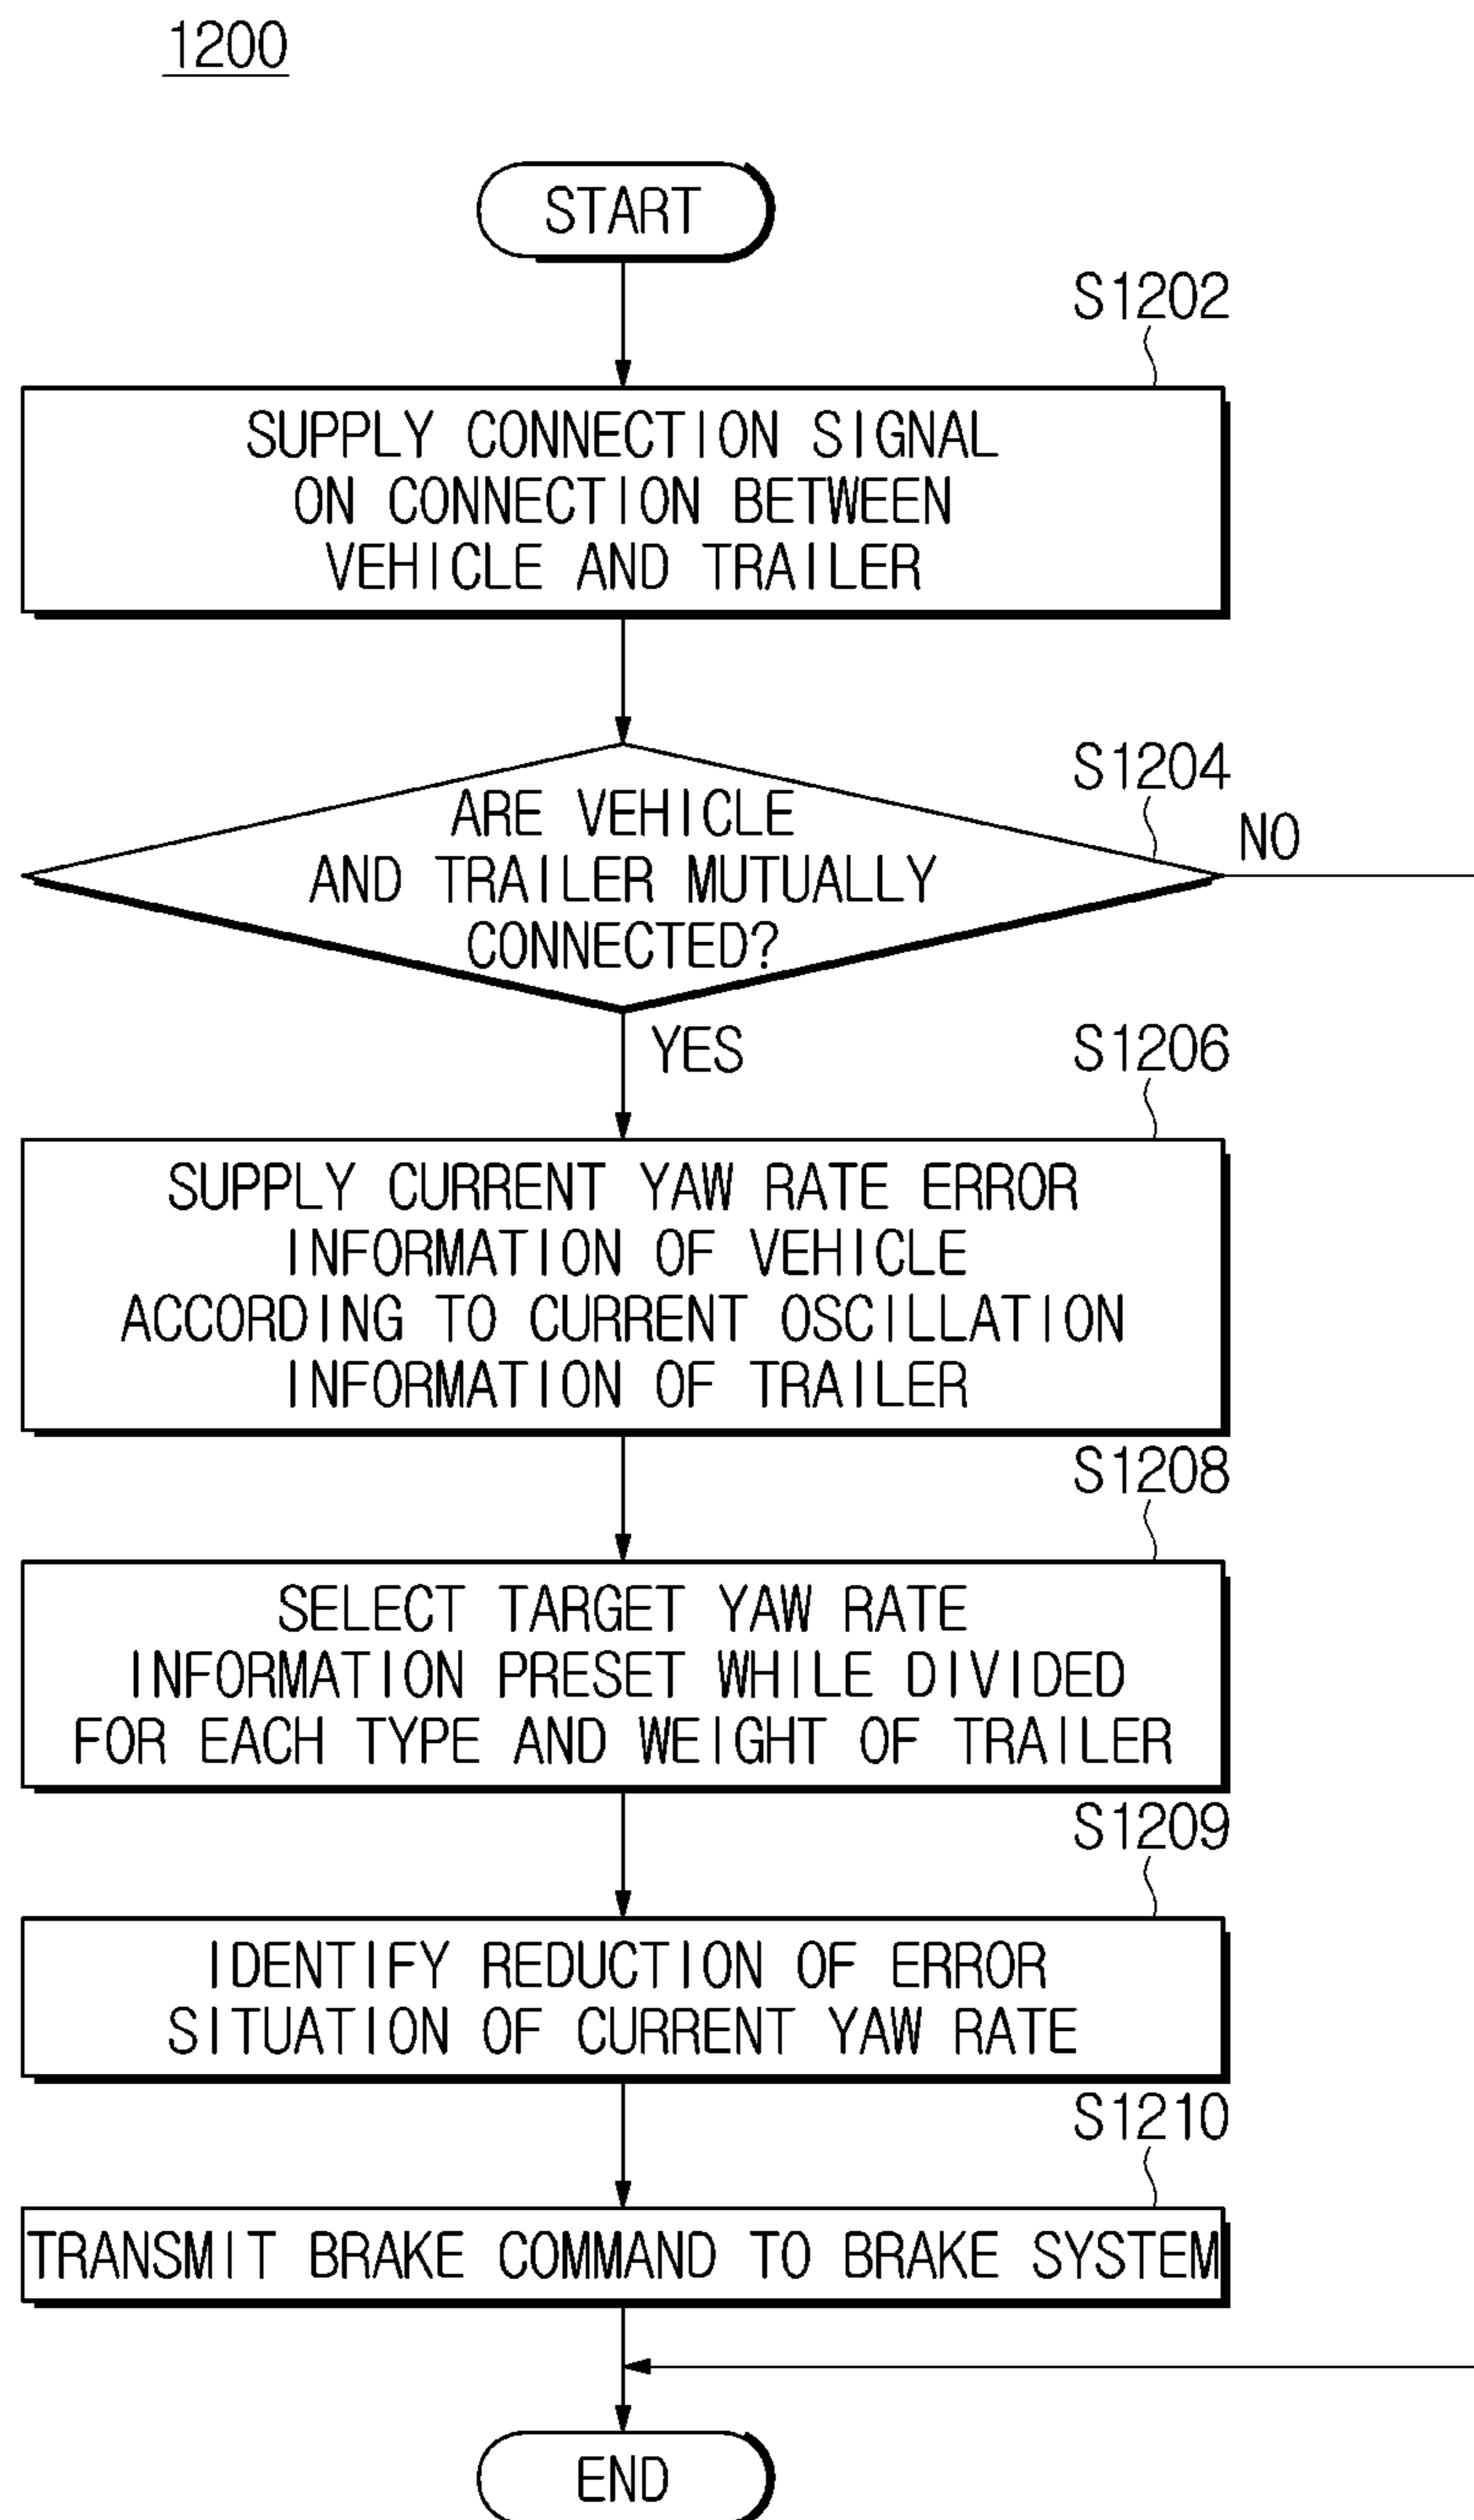 1200
START
S1202
SUPPLY CONNECTION SIGNAL
ON CONNECTION BETWEEN
VEHICLE AND TRAILER
S1204
ARE VEHICLE
AND TRAILER MUTUALLY
CONNECTED?
NO
YES
S1206
SUPPLY CURRENT YAW RATE ERROR
INFORMATION OF VEHICLE
ACCORDING TO CURRENT OSCILLATION
INFORMATION OF TRAILER
S1208
SELECT TARGET YAW RATE
INFORMATION PRESET WHILE DIVIDED
FOR EACH TYPE AND WEIGHT OF TRAILER
S1209
IDENTIFY REDUCTION OF ERROR
SITUATION OF CURRENT YAW RATE
S1210
TRANSMIT BRAKE COMMAND TO BRAKE SYSTEM
END